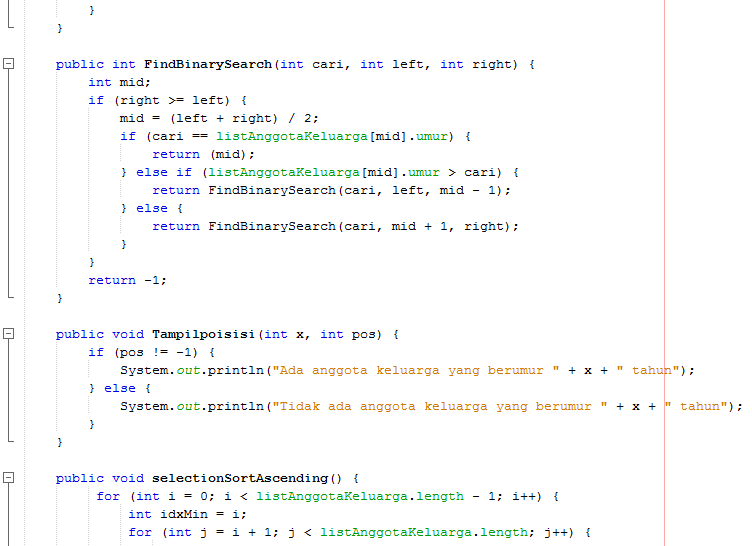 }
    }

    public int FindBinarySearch(int cari, int left, int right) {
        int mid;
        if (right >= left) {
            mid = (left + right) / 2;
            if (cari == listAnggotaKeluarga[mid].umur) {
                return (mid);
            } else if (listAnggotaKeluarga[mid].umur > cari) {
                return FindBinarySearch(cari, left, mid - 1);
            } else {
                return FindBinarySearch(cari, mid + 1, right);
            }
        }
        return -1;
    }

    public void Tampilpoisisi(int x, int pos) {
        if (pos != -1) {
            System.out.println("Ada anggota keluarga yang berumur " + x + " tahun");
        } else {
            System.out.println("Tidak ada anggota keluarga yang berumur " + x + " tahun");
        }
    }

    public void selectionSortAscending() {
         for (int i = 0; i < listAnggotaKeluarga.length - 1; i++) {
             int idxMin = i;
             for (int j = i + 1; j < listAnggotaKeluarga.length; j++) {